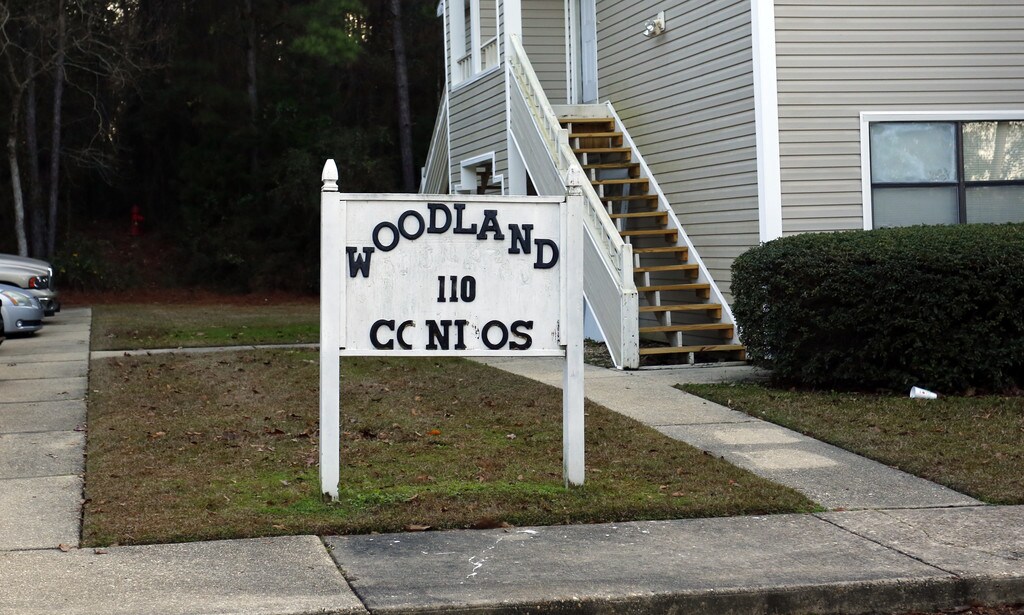 WOODLAND
110
CC NI OS